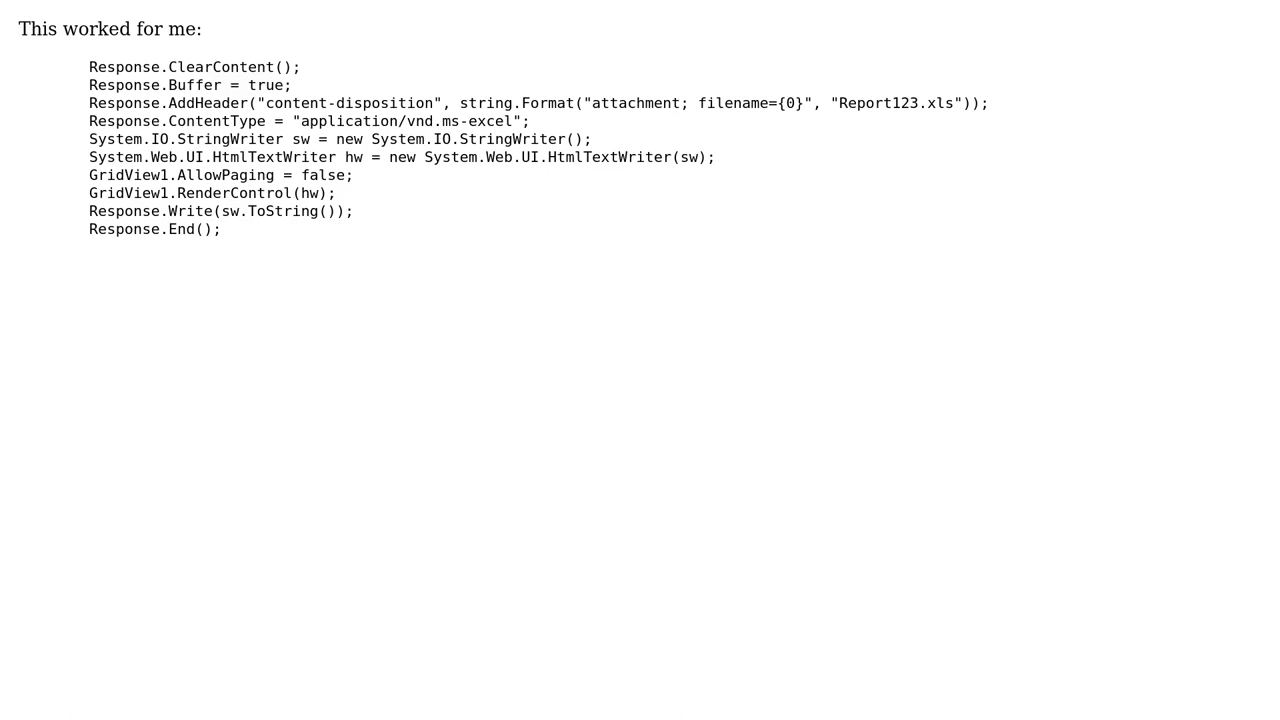 This worked for me:
Response.ClearContent();
Response.Buffer = true;
Response.AddHeader("content-disposition", string.Format("attachment; filename={0}", "Report123.xls"));
Response.ContentType = "application/vnd.ms-excel";
System.IO.StringWriter sw = new System.IO.StringWriter();
System.Web.UI.HtmlTextWriter hw = new System.Web.UI.HtmlTextWriter(sw);
GridView1.AllowPaging = false;
GridView1.RenderControl(hw);
Response.Write(sw.ToString());
Response.End();